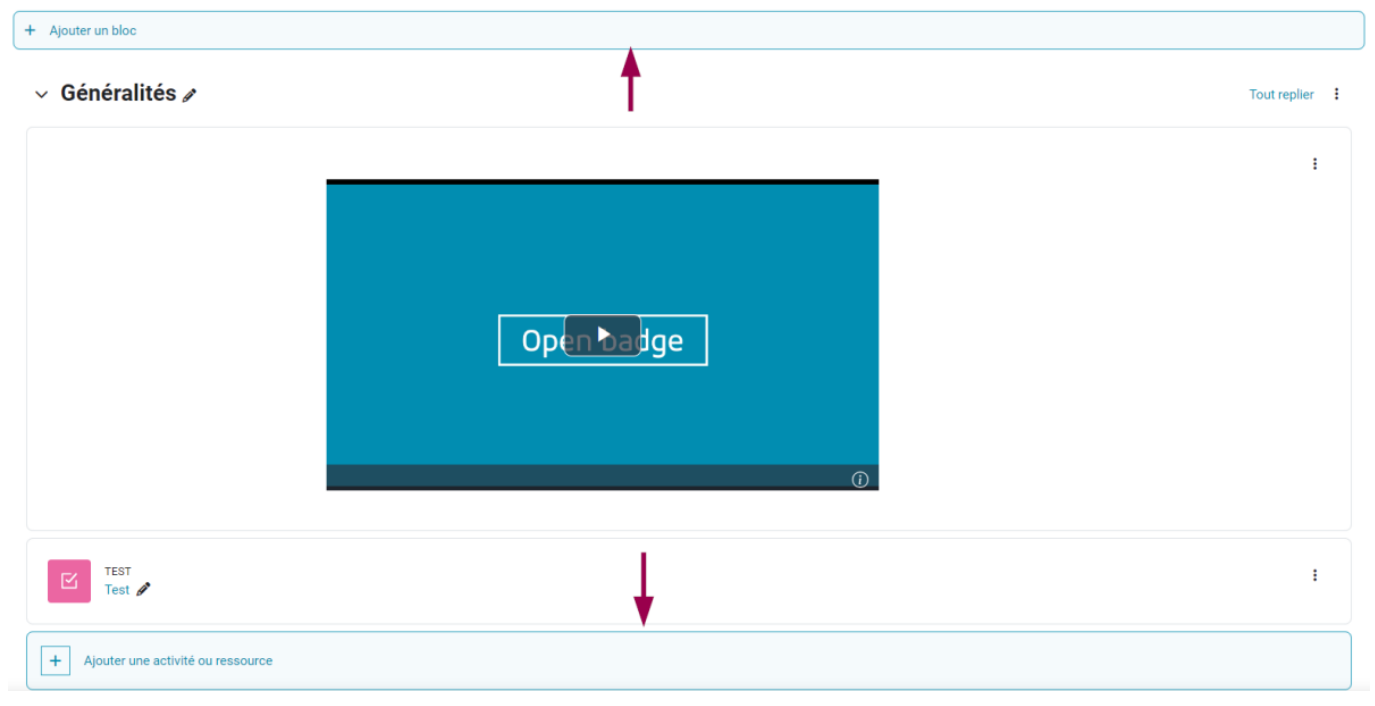 + Ajouter un bloc
Généralités
Tout replier
Open badge
TEST
Test
+ Ajouter une activité ou ressource